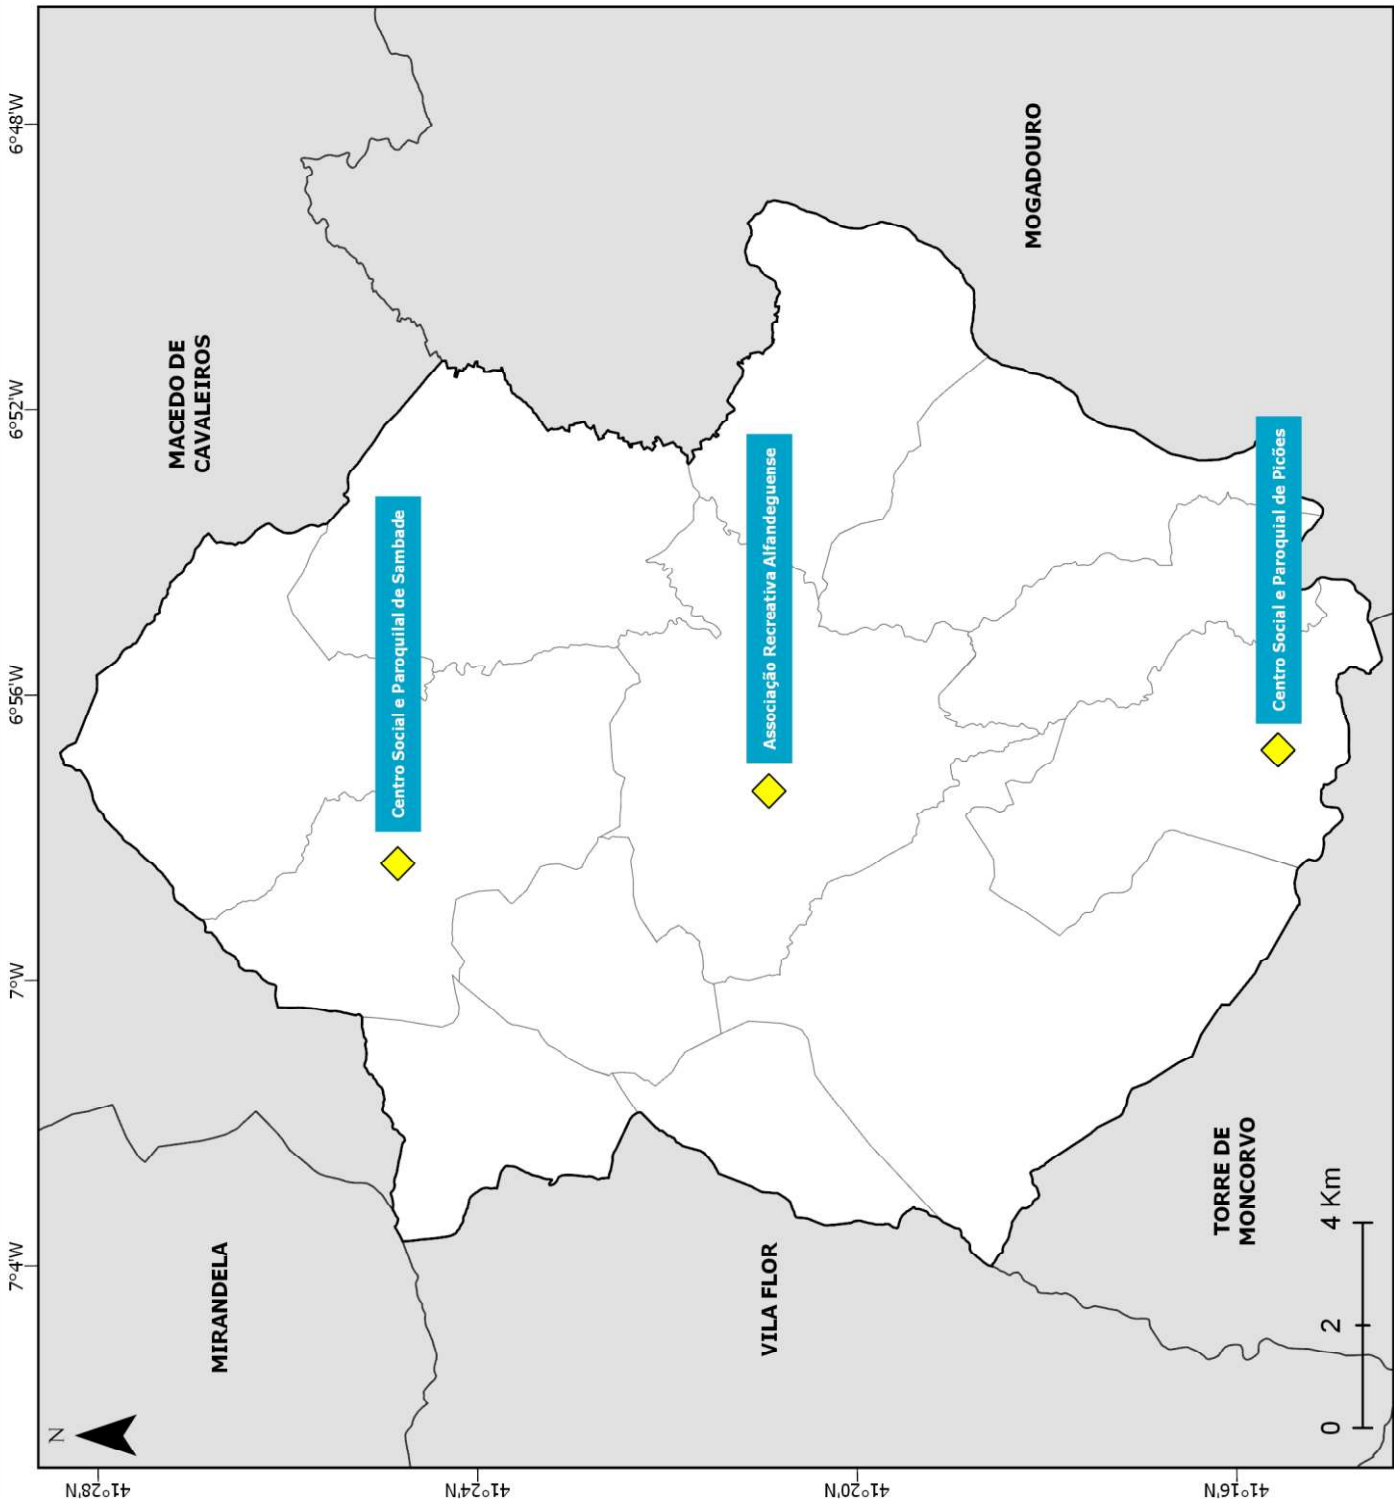 N
7°4'W
7°W
6°56'W
6°52'W
6°48'W
41°28'N
41°24'N
41°20'N
41°16'N
MIRANDELA
MACEDO DE
CAVALEIROS
Centro Social e Paroquilal de Sambade
VILA FLOR
Associação Recreativa Alfandeguense
MOGADOURO
TORRE DE
MONCORVO
Centro Social e Paroquial de Picões
0 2 4 Km